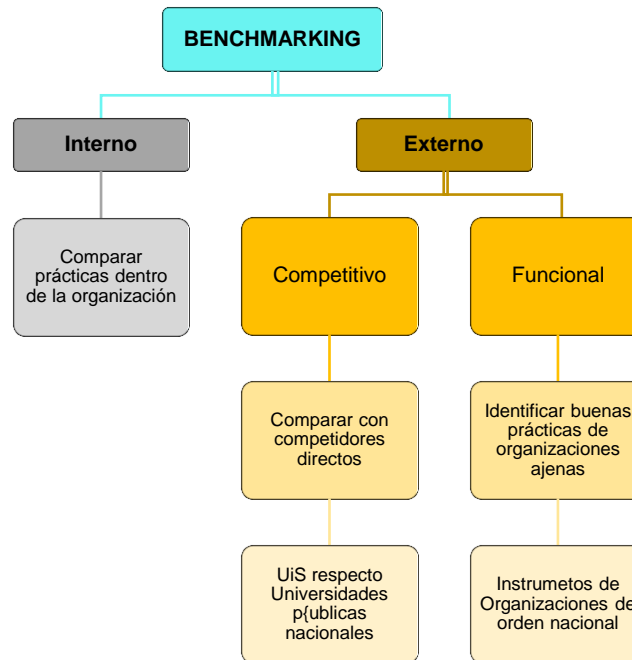 BENCHMARKING
Interno
Externo
Comparar
prácticas dentro
de la organización
Competitivo
Funcional
Comparar con
competidores
directos
Identificar buenas
prácticas de
organizaciones
ajenas
UiS respecto
Universidades
p{ublicas
nacionales
Instrumetos de
Organizaciones de
orden nacional